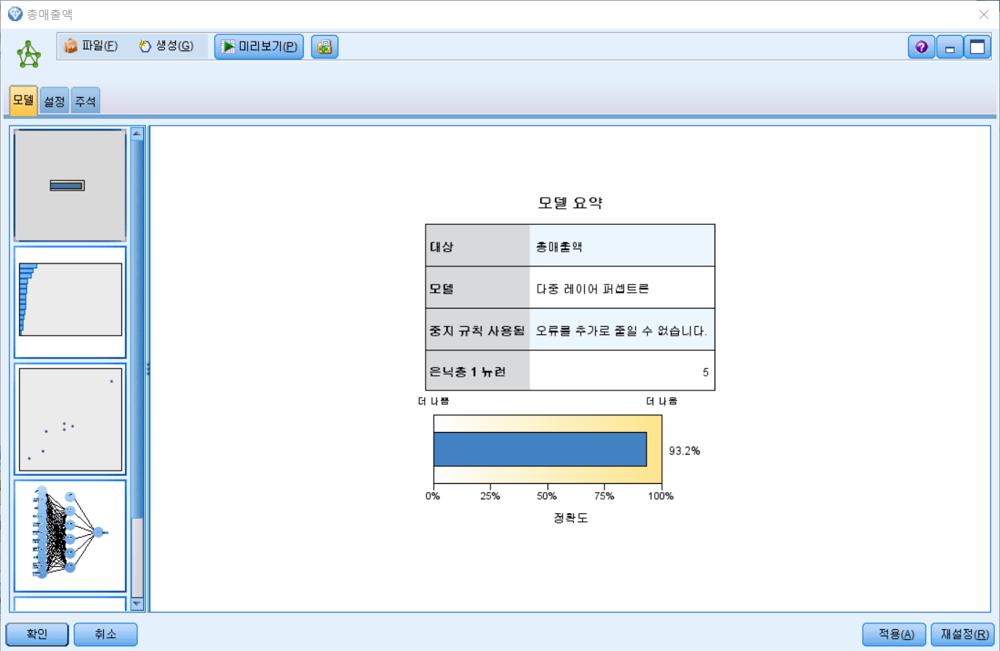 총매출액
파일(F) 생성(G) 미리보기(P)
모델 설정 주석
모델 요약
대상 총매출액
모델 다중 레이어 퍼셉트론
중지 규칙 사용됨 오류를 추가로 줄일 수 없습니다.
은닉층 1 뉴런 5
더 나쁨 더 나음
93.2%
0% 25% 50% 75% 100%
정확도
확인 취소 적용(A) 재설정(R)